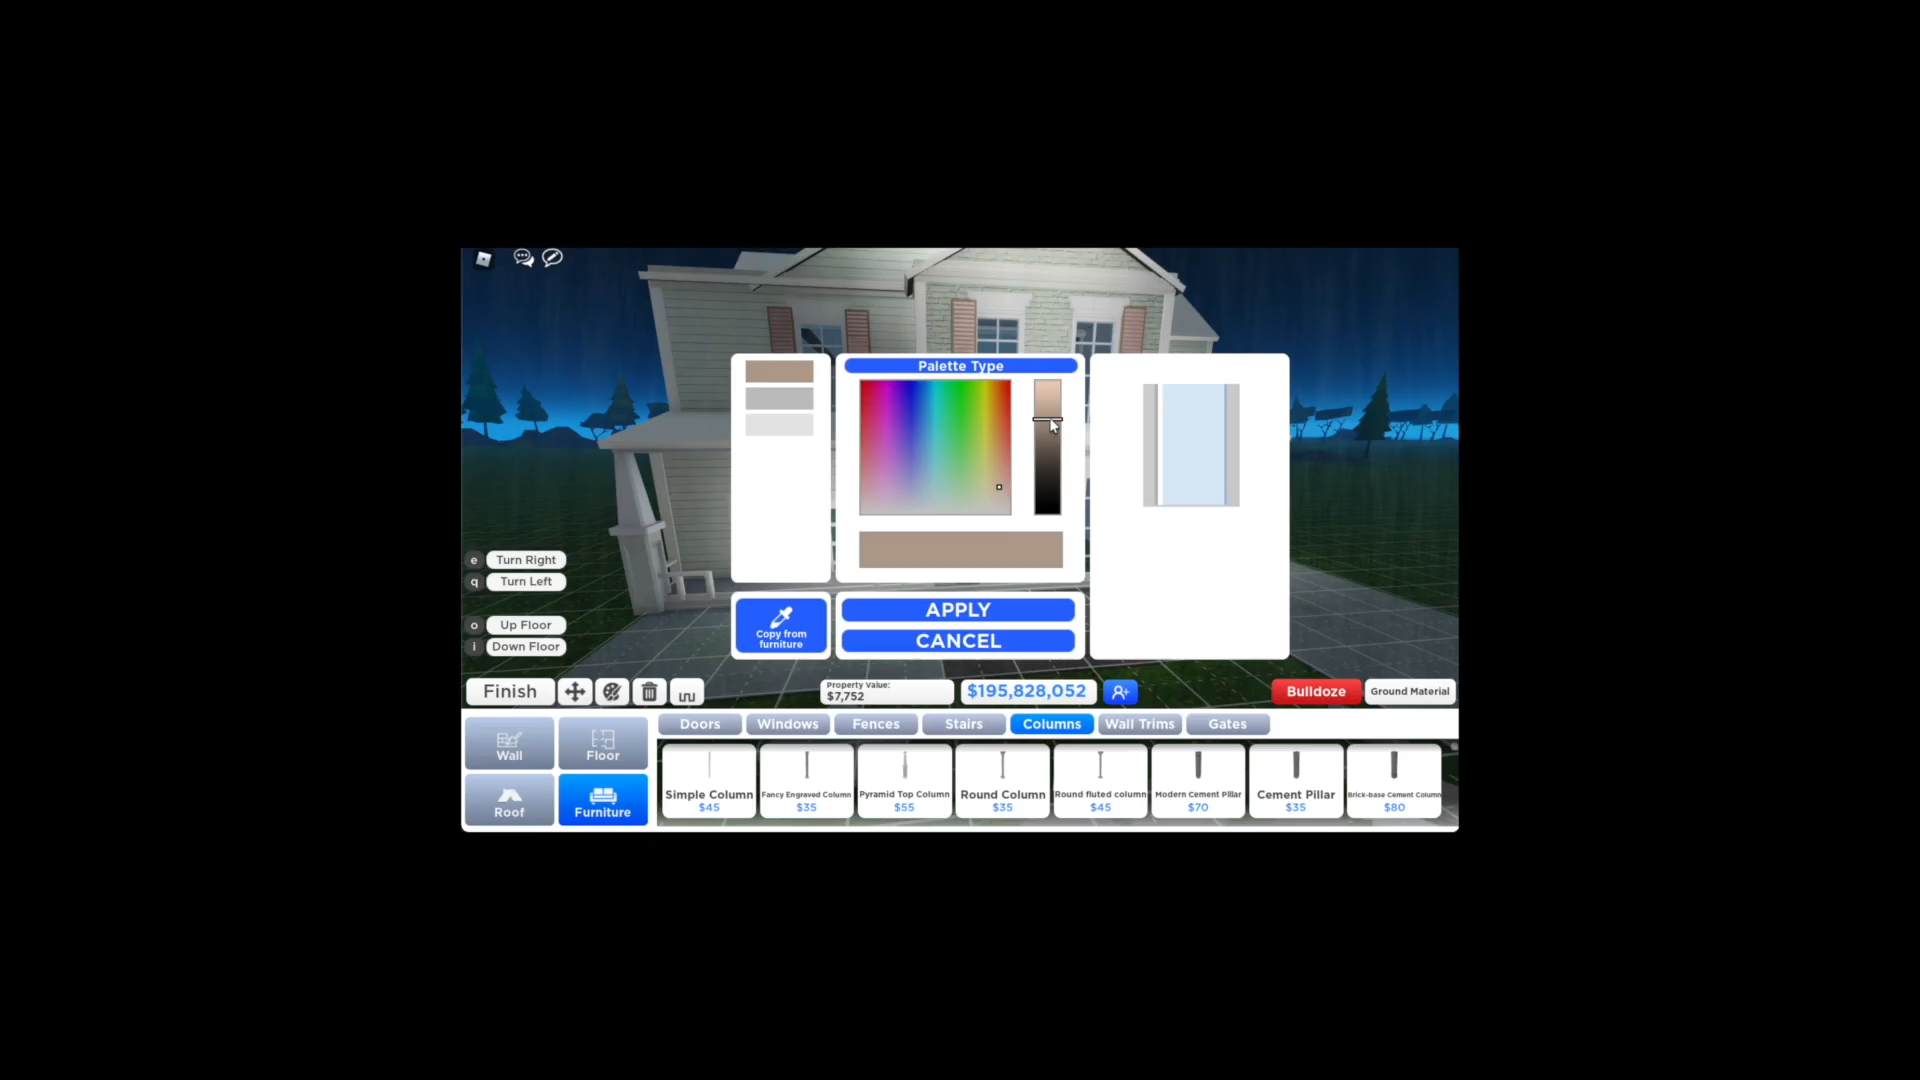 Palette Type
Copy from
furniture
APPLY
CANCEL
e Turn Right
q Turn Left
o Up Floor
i Down Floor
Finish
Property Value:
$7,752
$195,828,052
Bulldoze
Ground Material
Wall
Floor
Roof
Furniture
Doors
Windows
Fences
Stairs
Columns
Wall Trims
Gates
Simple Column
$45
Fancy Engraved Column
$35
Pyramid Top Column
$55
Round Column
$35
Round fluted column
$45
Modern Cement Pillar
$70
Cement Pillar
$35
Brick-base Cement Column
$80